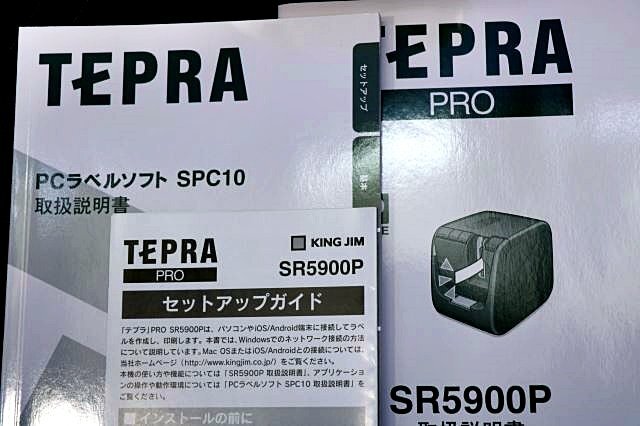 TEPRA
PCラベルソフト SPC10
取扱説明書
セットアップ
基本
TEPRA
PRO
SR5900P
取扱説明書
TEPRA
PRO
KING JIM
SR5900P
セットアップガイド
「テプラ」PRO SR5900Pは、パソコンやiOS/Android端末に接続してラベ
ルを作成し、印刷します。本書では、Windowsでのネットワーク接続の方法
について説明しています。Mac OSまたはiOS/Androidとの接続については、
当社ホームページ（http://www.kingjim.co.jp/）をご覧ください。
本機の使い方や機能については「SR5900P 取扱説明書」、アプリケーション
の操作や動作環境については「PCラベルソフト SPC10 取扱説明書」をご覧
ください。
インストールの前に